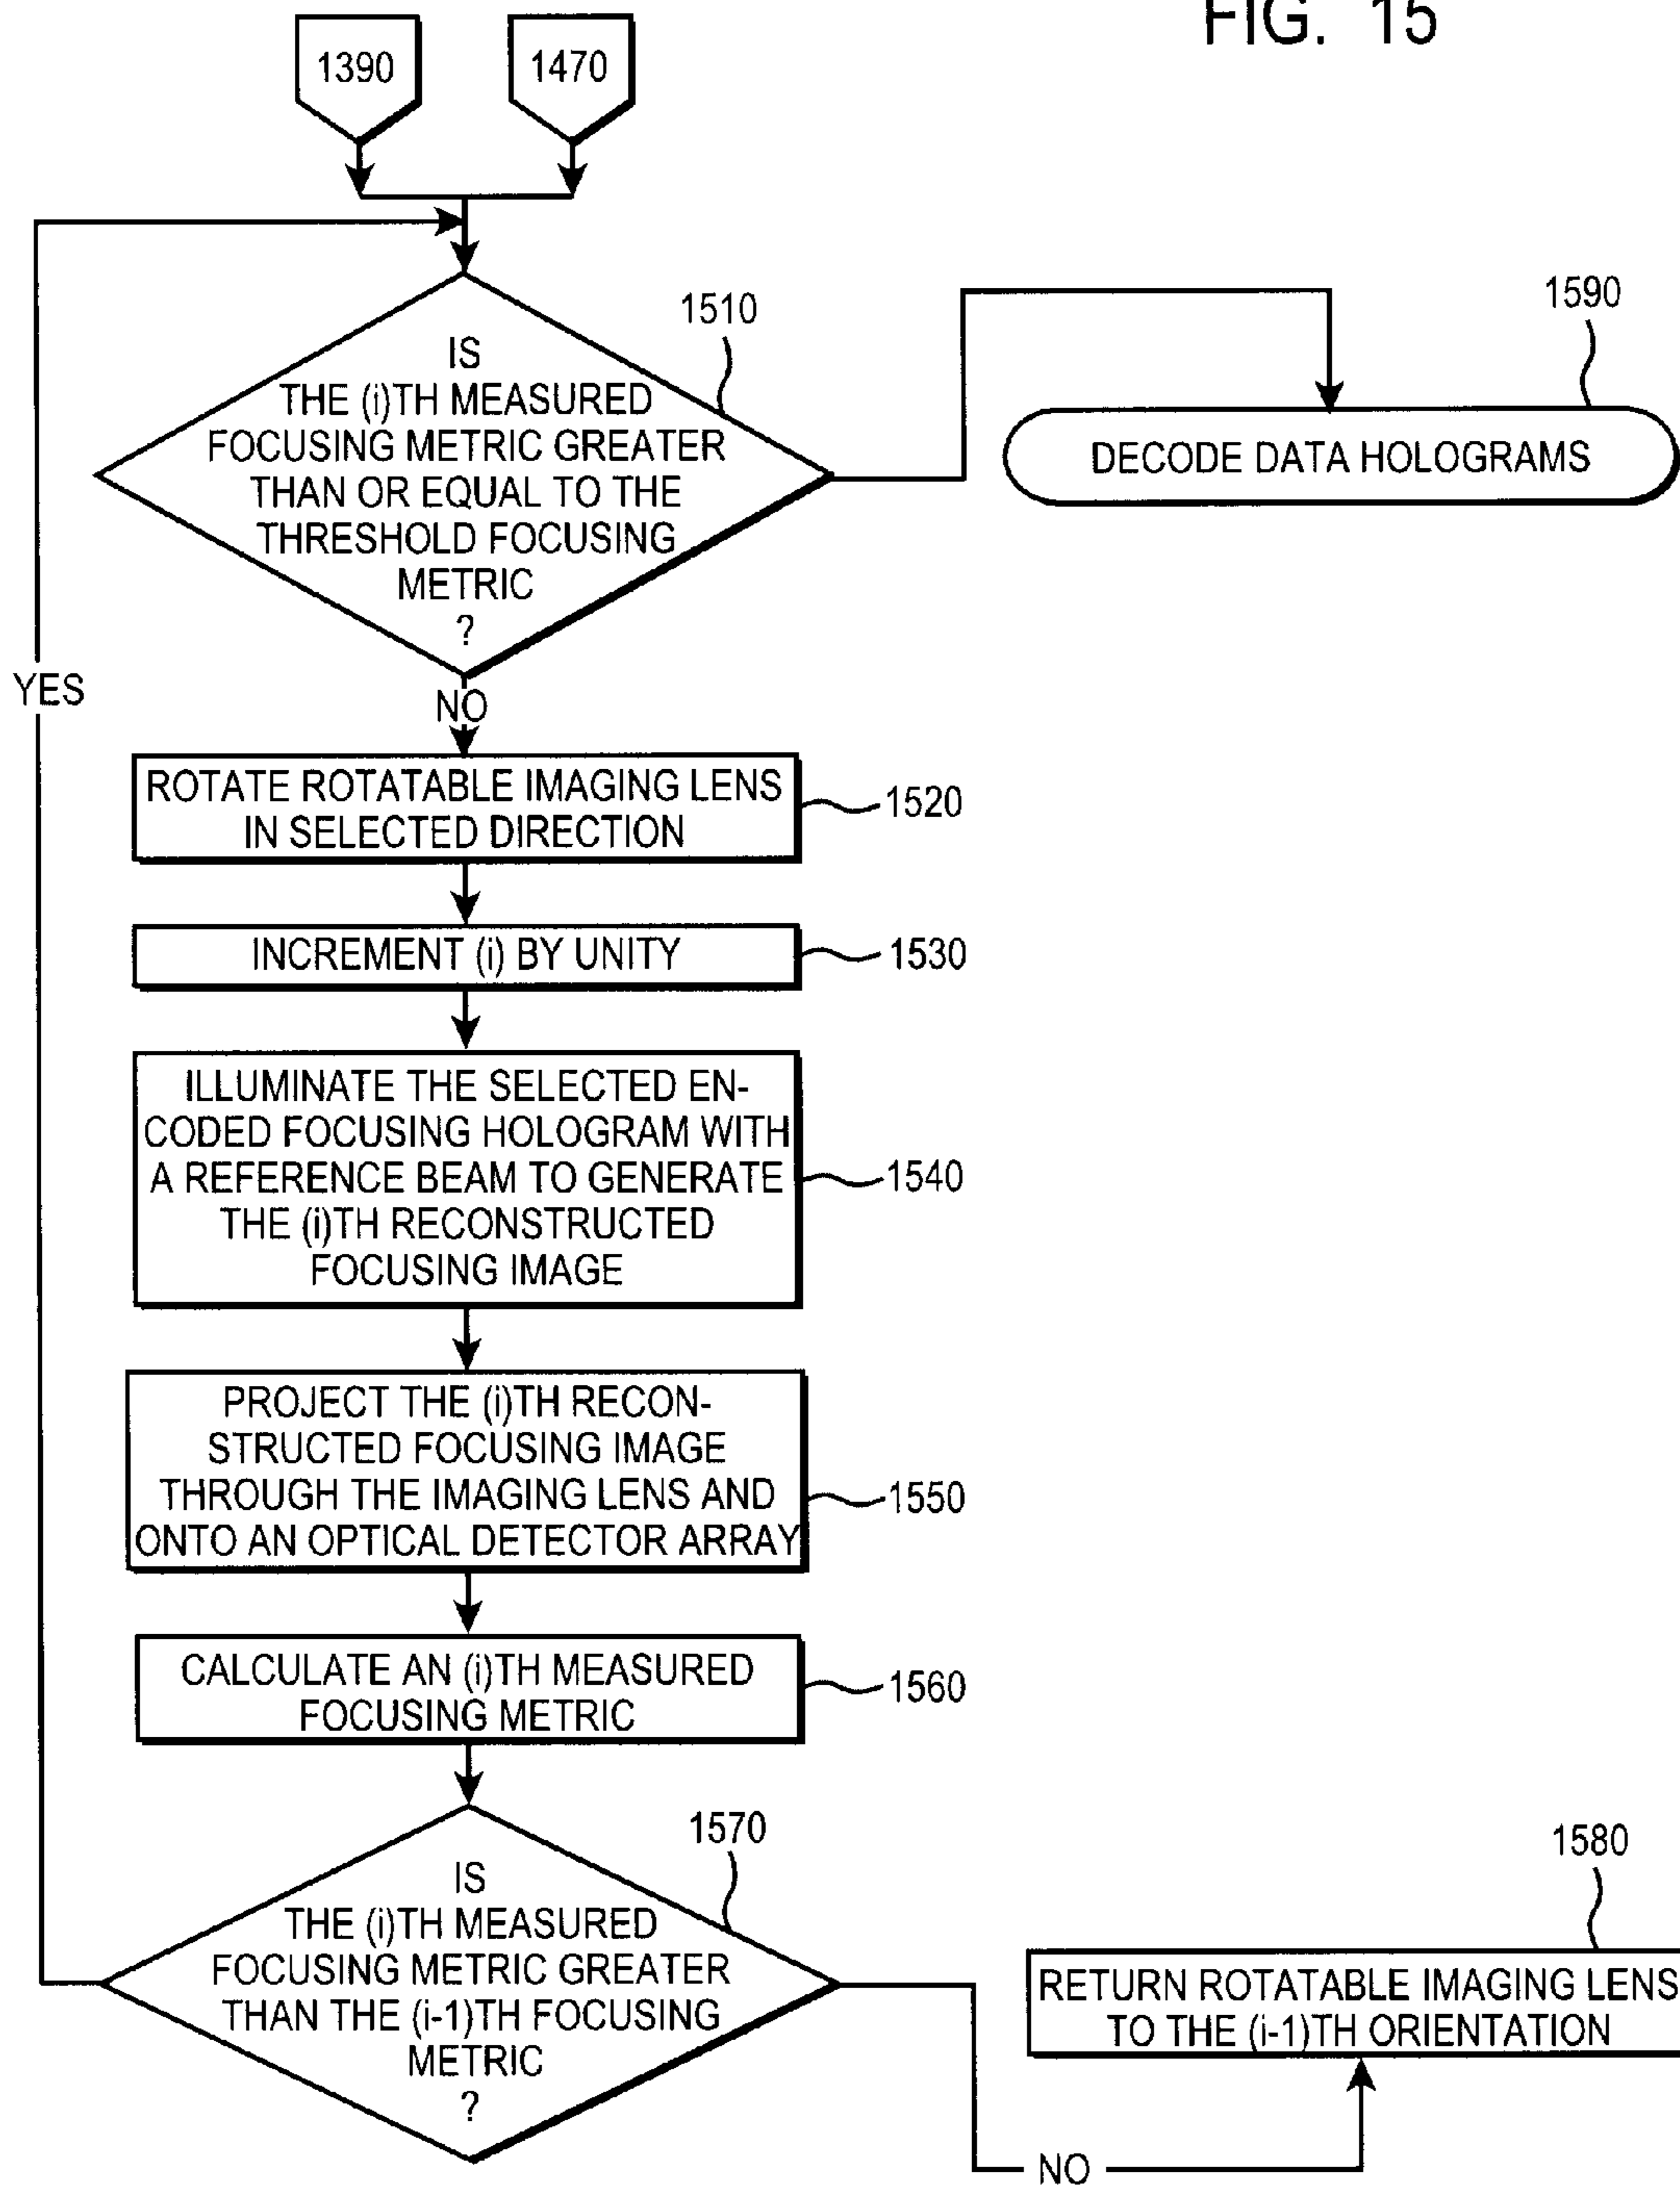 FIG. 15
1390
1470
1510
IS
THE (i)TH MEASURED
FOCUSING METRIC GREATER
THAN OR EQUAL TO THE
THRESHOLD FOCUSING
METRIC
?
1590
DECODE DATA HOLOGRAMS
YES
NO
ROTATE ROTATABLE IMAGING LENS
IN SELECTED DIRECTION
1520
INCREMENT (i) BY UNITY
1530
ILLUMINATE THE SELECTED EN-
CODED FOCUSING HOLOGRAM WITH
A REFERENCE BEAM TO GENERATE
THE (i)TH RECONSTRUCTED
FOCUSING IMAGE
1540
PROJECT THE (i)TH RECON-
STRUCTED FOCUSING IMAGE
THROUGH THE IMAGING LENS AND
ONTO AN OPTICAL DETECTOR ARRAY
1550
CALCULATE AN (i)TH MEASURED
FOCUSING METRIC
1560
1570
IS
THE (i)TH MEASURED
FOCUSING METRIC GREATER
THAN THE (i-1)TH FOCUSING
METRIC
?
1580
RETURN ROTATABLE IMAGING LENS
TO THE (i-1)TH ORIENTATION
NO